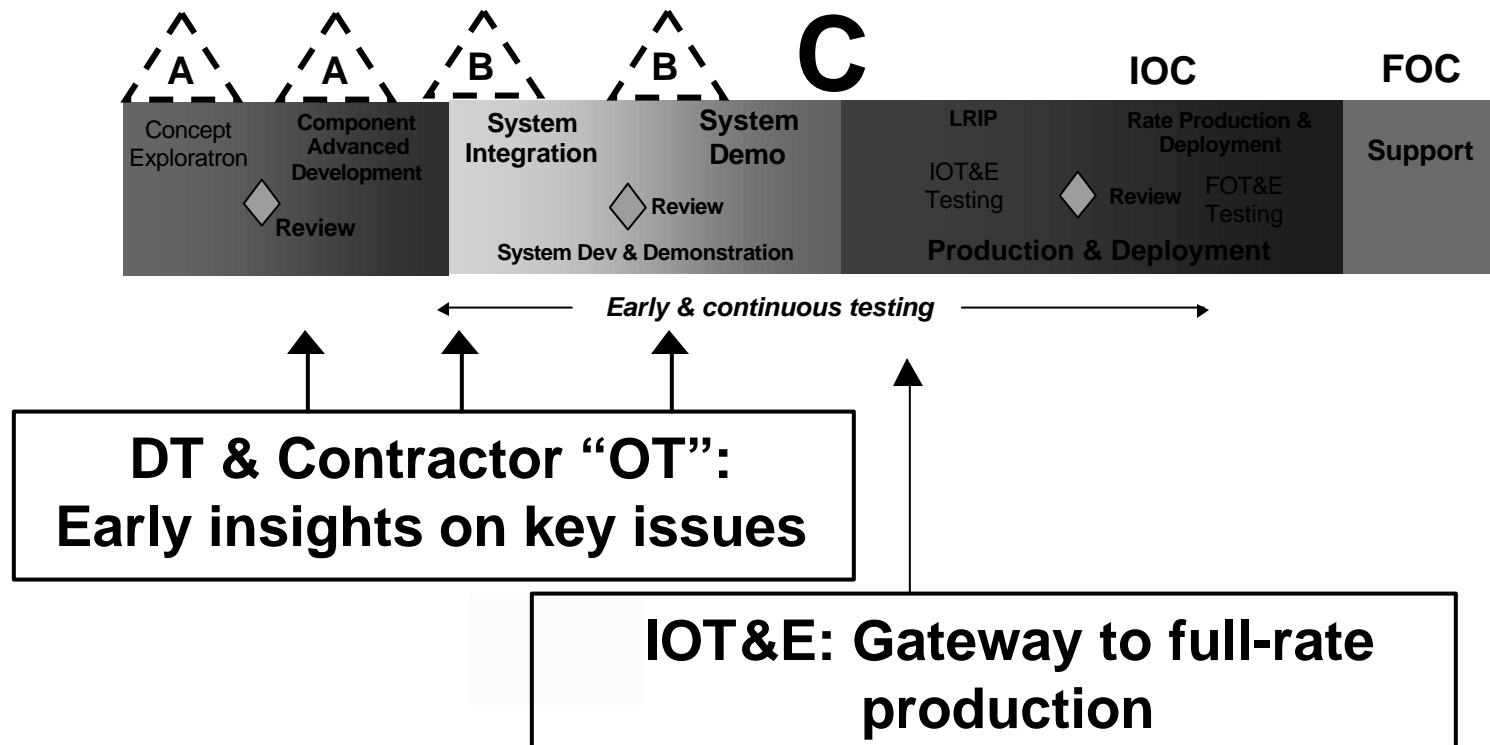 A
A
B
B
C
IOC
FOC
Concept
Exploratron
Component
Advanced
Development
Review
System
Integration
System
Demo
Review
System Dev & Demonstration
LRIP
IOT&E
Testing
Rate Production &
Deployment
Review
FOT&E
Testing
Production & Deployment
Support
Early & continuous testing
DT & Contractor “OT”:
Early insights on key issues
IOT&E: Gateway to full-rate
production